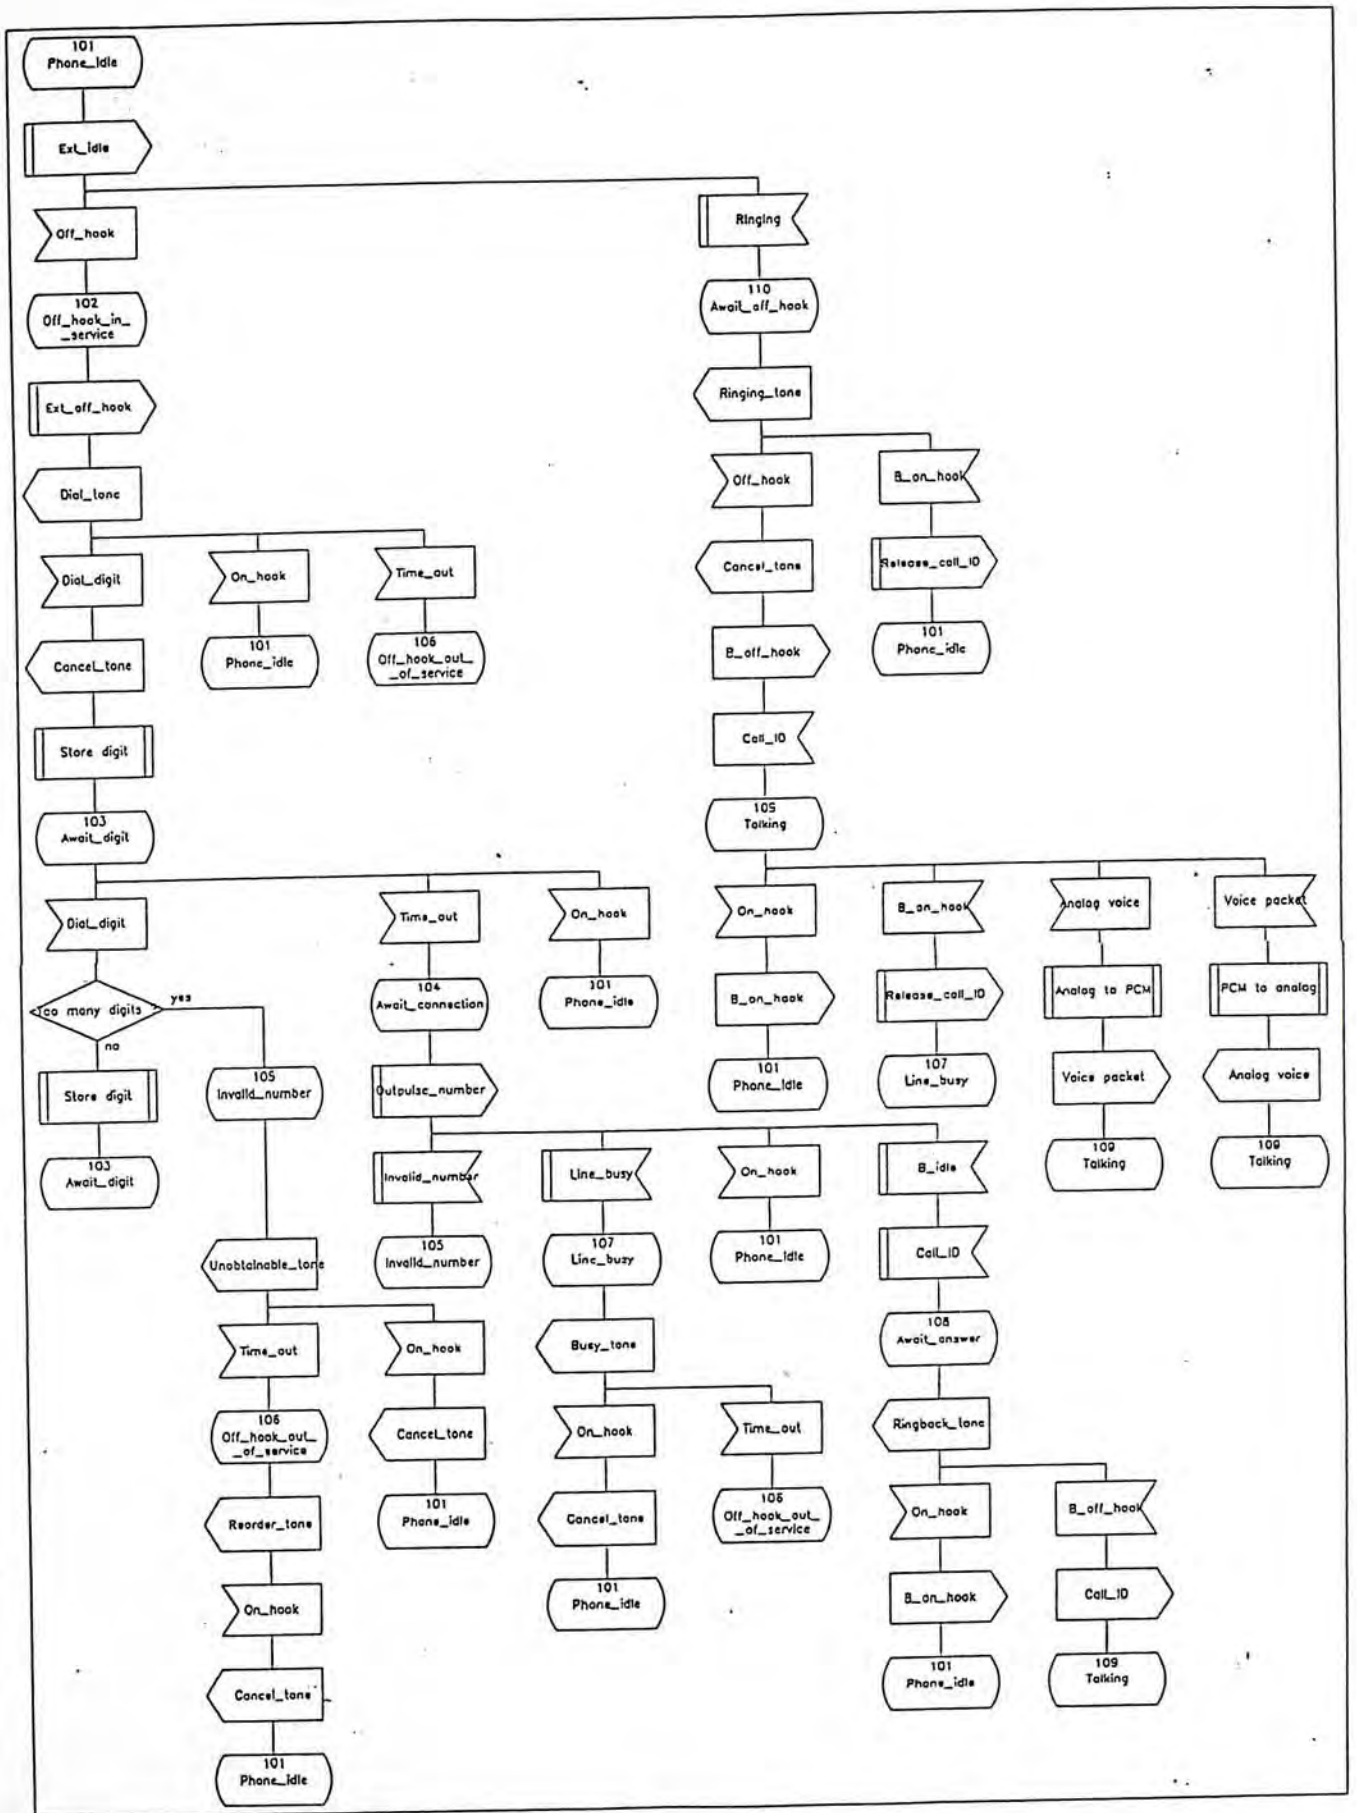 101
Phone_idle
Ext_idle
Off_hook
Ringing
102
Off_hook_in_
_service
110
Await_off_hook
Ext_off_hook
Ringing_tone
Dial_tone
Off_hook
B_on_hook
Dial_digit
On_hook
Time_out
Cancel_tone
Release_call_ID
Cancel_tone
101
Phone_idle
106
Off_hook_out_
_of_service
B_off_hook
101
Phone_idle
Store digit
Call_ID
103
Await_digit
105
Talking
Dial_digit
Time_out
On_hook
On_hook
B_on_hook
Analog voice
Voice packet
Too many digits
yes
no
104
Await_connection
101
Phone_idle
B_on_hook
Release_call_ID
Analog to PCM
PCM to analog
Store digit
105
Invalid_number
Outpulse_number
101
Phone_idle
107
Line_busy
Voice packet
Analog voice
103
Await_digit
Invalid_number
Line_busy
On_hook
B_idle
109
Talking
109
Talking
Unobtainable_tone
105
Invalid_number
107
Line_busy
101
Phone_idle
Call_ID
Time_out
On_hook
Busy_tone
108
Await_answer
106
Off_hook_out_
_of_service
Cancel_tone
On_hook
Time_out
Ringback_tone
Reorder_tone
101
Phone_idle
Cancel_tone
106
Off_hook_out_
_of_service
On_hook
B_off_hook
On_hook
101
Phone_idle
B_on_hook
Call_ID
Cancel_tone
101
Phone_idle
109
Talking
101
Phone_idle